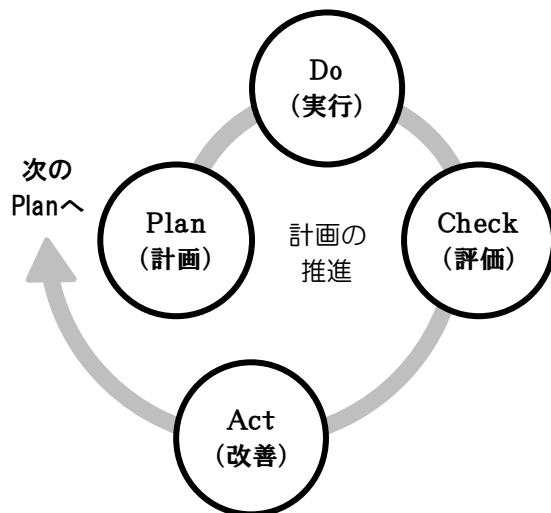 Do
(実行)
次の
Planへ
Plan
(計画)
計画の
推進
Check
(評価)
Act
(改善)